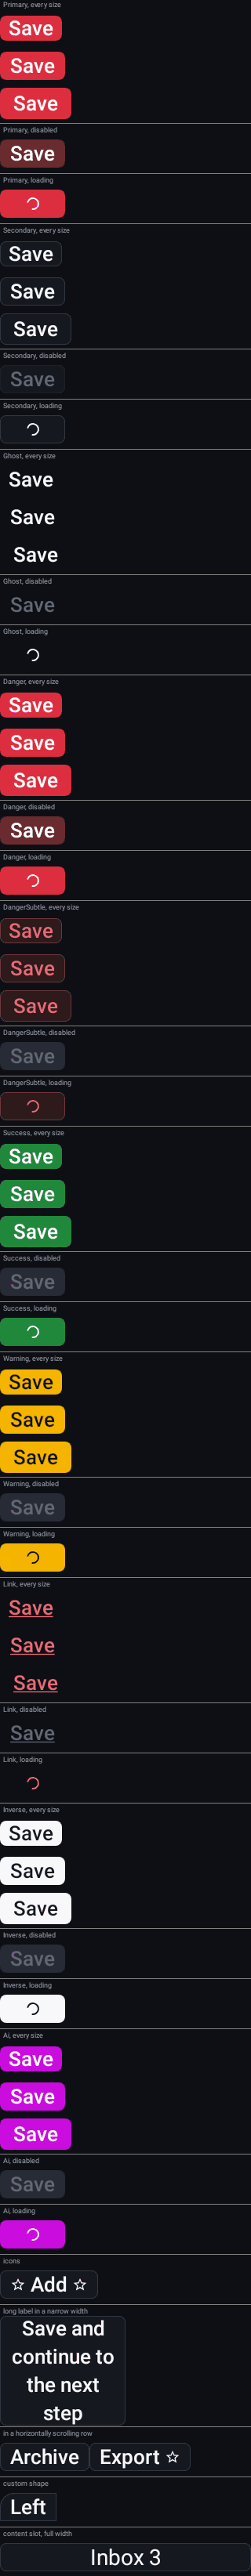 Primary, every size
Save
Save
Save
Primary, disabled
Save
Primary, loading
Secondary, every size
Save
Save
Save
Secondary, disabled
Save
Secondary, loading
Ghost, every size
Save
Save
Save
Ghost, disabled
Save
Ghost, loading
Danger, every size
Save
Save
Save
Danger, disabled
Save
Danger, loading
DangerSubtle, every size
Save
Save
Save
DangerSubtle, disabled
Save
DangerSubtle, loading
Success, every size
Save
Save
Save
Success, disabled
Save
Success, loading
Warning, every size
Save
Save
Save
Warning, disabled
Save
Warning, loading
Link, every size
Save
Save
Save
Link, disabled
Save
Link, loading
Inverse, every size
Save
Save
Save
Inverse, disabled
Save
Inverse, loading
Ai, every size
Save
Save
Save
Ai, disabled
Save
Ai, loading
icons
Add
long label in a narrow width
Save and
continue to
the next
step
in a horizontally scrolling row
Archive Export
custom shape
Left
content slot, full width
Inbox 3